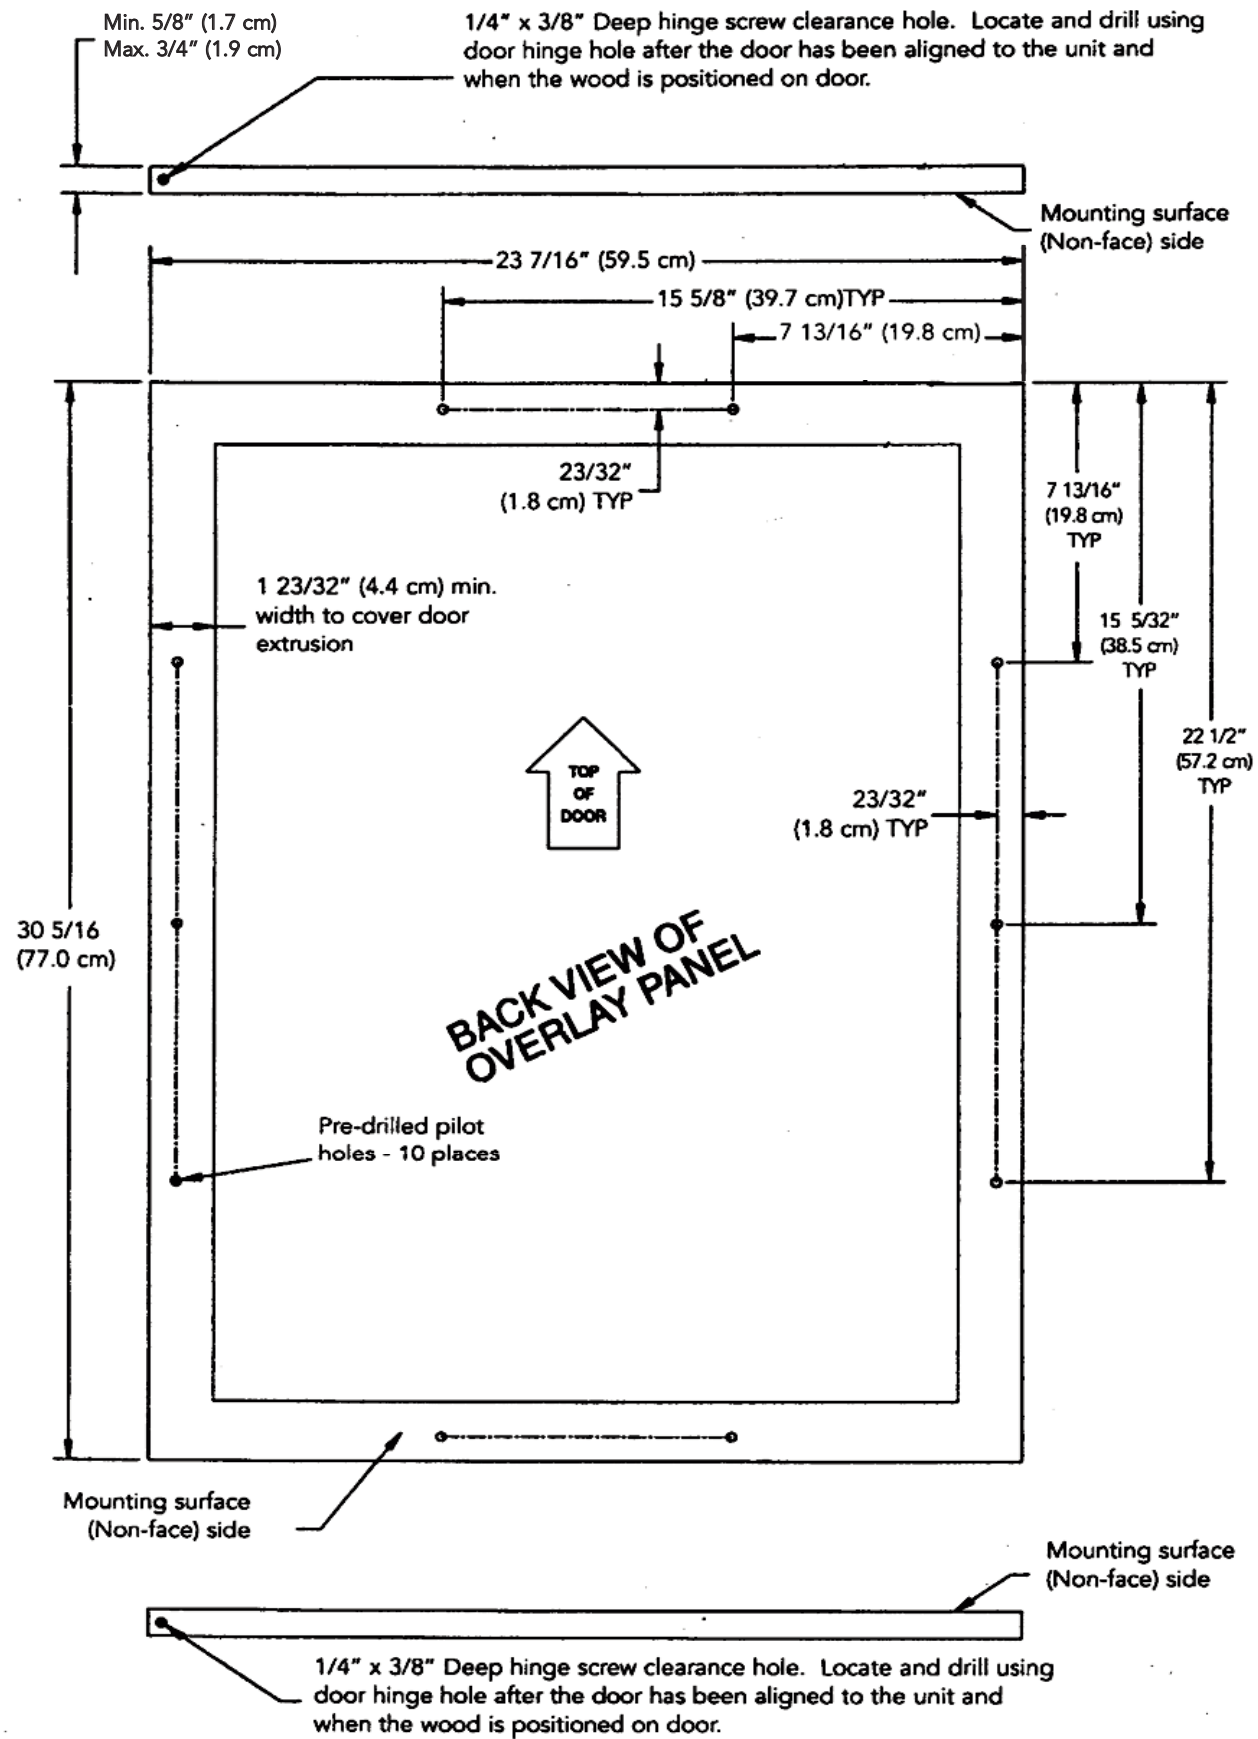 Min. 5/8" (1.7 cm)
Max. 3/4" (1.9 cm)
1/4" x 3/8" Deep hinge screw clearance hole. Locate and drill using
door hinge hole after the door has been aligned to the unit and
when the wood is positioned on door.
Mounting surface
(Non-face) side
23 7/16" (59.5 cm)
15 5/8" (39.7 cm)TYP
7 13/16" (19.8 cm)
23/32"
(1.8 cm) TYP
7 13/16"
(19.8 cm)
TYP
1 23/32" (4.4 cm) min.
width to cover door
extrusion
15 5/32"
(38.5 cm)
TYP
TOP
OF
DOOR
22 1/2"
(57.2 cm)
TYP
23/32"
(1.8 cm) TYP
30 5/16
(77.0 cm)
BACK VIEW OF
OVERLAY PANEL
Pre-drilled pilot
holes - 10 places
Mounting surface
(Non-face) side
Mounting surface
(Non-face) side
1/4" x 3/8" Deep hinge screw clearance hole. Locate and drill using
door hinge hole after the door has been aligned to the unit and
when the wood is positioned on door.